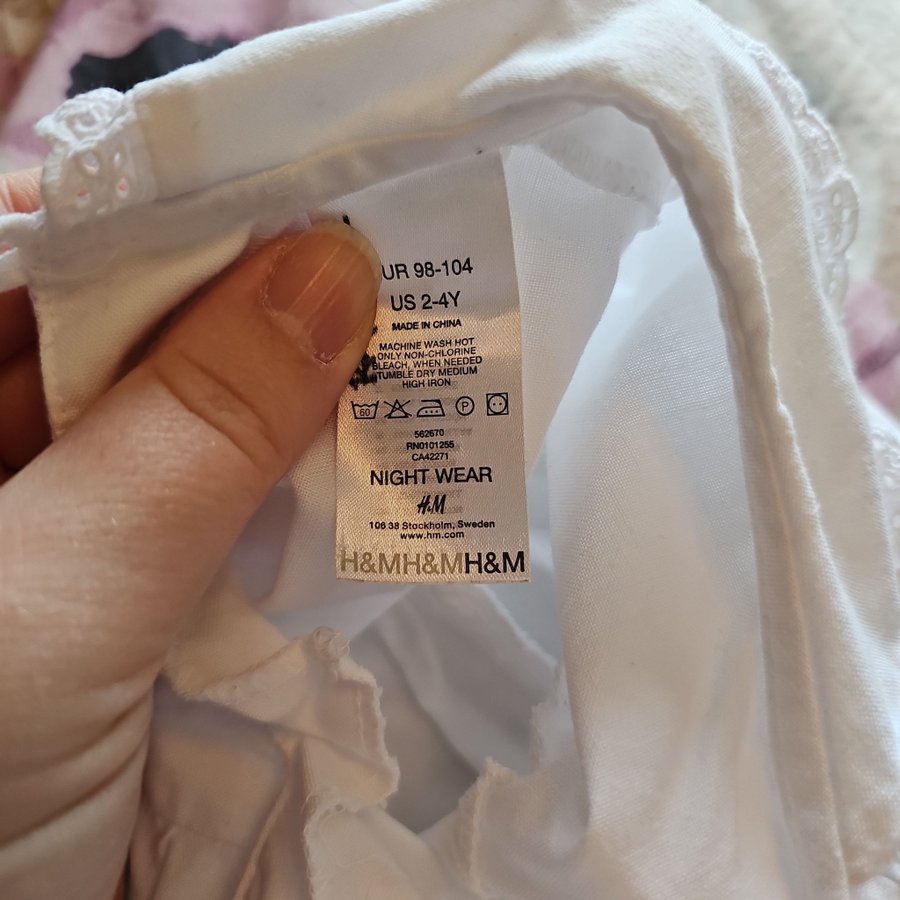 UR 98-104
US 2-4Y
MADE IN CHINA
MACHINE WASH HOT
ONLY NON-CHLORINE
BLEACH, WHEN NEEDED
TUMBLE DRY MEDIUM
HIGH IRON
60 P
562670
RN0101255
CA42271
NIGHT WEAR
H&M
106 38 Stockholm, Sweden
www.hm.com
H&MH&MH&M